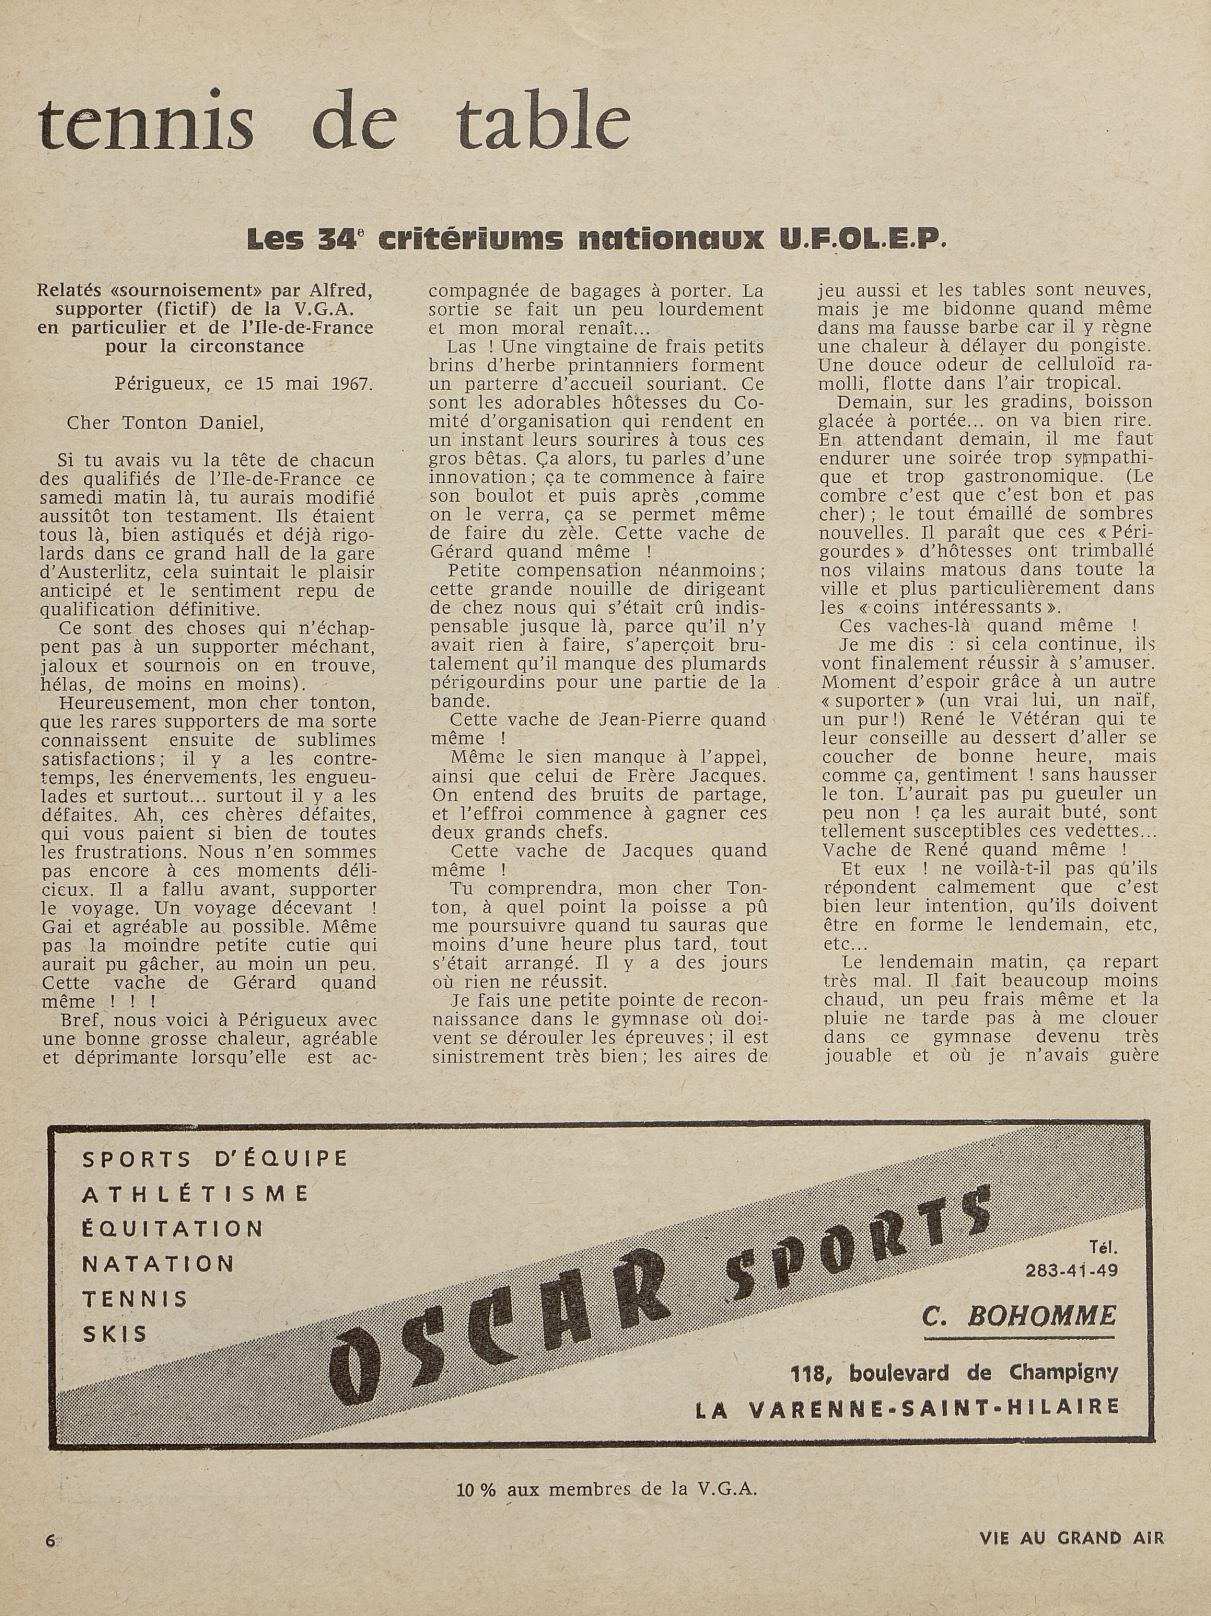 tennis de table
Les 34e critériums nationaux U.F.OL.E.P.
Relatés «sournoisement» par Alfred,
supporter (fictif) de la V.G.A.
en particulier et de l'Ile-de-France
pour la circonstance
Périgueux, ce 15 mai 1967.
Cher Tonton Daniel,
Si tu avais vu la tête de chacun
des qualifiés de l'Ile-de-France ce
samedi matin là, tu aurais modifié
aussitôt ton testament. Ils étaient
tous là, bien astiqués et déjà rigo-
lards dans ce grand hall de la gare
d'Austerlitz, cela suintait le plaisir
anticipé et le sentiment repu de
qualification définitive.
Ce sont des choses qui n'échap-
pent pas à un supporter méchant,
jaloux et sournois on en trouve,
hélas, de moins en moins).
Heureusement, mon cher tonton,
que les rares supporters de ma sorte
connaissent ensuite de sublimes
satisfactions ; il y a les contre-
temps, les énervements, les engueu-
lades et surtout... surtout il y a les
défaites. Ah, ces chères défaites,
qui vous paient si bien de toutes
les frustrations. Nous n'en sommes
pas encore à ces moments déli-
cieux. Il a fallu avant, supporter
le voyage. Un voyage décevant !
Gai et agréable au possible. Même
pas la moindre petite cutie qui
aurait pu gâcher, au moin un peu.
Cette vache de Gérard quand
même ! ! !
Bref, nous voici à Périgueux avec
une bonne grosse chaleur, agréable
et déprimante lorsqu'elle est ac-
compagnée de bagages à porter. La
sortie se fait un peu lourdement
et mon moral renaît...
Las ! Une vingtaine de frais petits
brins d'herbe printanniers forment
un parterre d'accueil souriant. Ce
sont les adorables hôtesses du Co-
mité d'organisation qui rendent en
un instant leurs sourires à tous ces
gros bêtas. Ça alors, tu parles d'une
innovation ; ça te commence à faire
son boulot et puis après ,comme
on le verra, ça se permet même
de faire du zèle. Cette vache de
Gérard quand même !
Petite compensation néanmoins ;
cette grande nouille de dirigeant
de chez nous qui s'était crû indis-
pensable jusque là, parce qu'il n'y
avait rien à faire, s'aperçoit bru-
talement qu'il manque des plumards
périgourdins pour une partie de la
bande.
Cette vache de Jean-Pierre quand
même !
Même le sien manque à l'appel,
ainsi que celui de Frère Jacques.
On entend des bruits de partage,
et l'effroi commence à gagner ces
deux grands chefs.
Cette vache de Jacques quand
même !
Tu comprendra, mon cher Ton-
ton, à quel point la poisse a pû
me poursuivre quand tu sauras que
moins d'une heure plus tard, tout
s'était arrangé. Il y a des jours
où rien ne réussit.
Je fais une petite pointe de recon-
naissance dans le gymnase où doi-
vent se dérouler les épreuves ; il est
sinistrement très bien ; les aires de
jeu aussi et les tables sont neuves,
mais je me bidonne quand même
dans ma fausse barbe car il y règne
une chaleur à délayer du pongiste.
Une douce odeur de celluloïd ra-
molli, flotte dans l'air tropical.
Demain, sur les gradins, boisson
glacée à portée... on va bien rire.
En attendant demain, il me faut
endurer une soirée trop sympathi-
que et trop gastronomique. (Le
combre c'est que c'est bon et pas
cher) ; le tout émaillé de sombres
nouvelles. Il paraît que ces « Péri-
gourdes » d'hôtesses ont trimballé
nos vilains matous dans toute la
ville et plus particulièrement dans
les « coins intéressants ».
Ces vaches-là quand même !
Je me dis : si cela continue, ils
vont finalement réussir à s'amuser.
Moment d'espoir grâce à un autre
« suporter » (un vrai lui, un naïf,
un pur !) René le Vétéran qui te
leur conseille au dessert d'aller se
coucher de bonne heure, mais
comme ça, gentiment ! sans hausser
le ton. L'aurait pas pu gueuler un
peu non ! ça les aurait buté, sont
tellement susceptibles ces vedettes...
Vache de René quand même !
Et eux ! ne voilà-t-il pas qu'ils
répondent calmement que c'est
bien leur intention, qu'ils doivent
être en forme le lendemain, etc,
etc...
Le lendemain matin, ça repart
très mal. Il fait beaucoup moins
chaud, un peu frais même et la
pluie ne tarde pas à me clouer
dans ce gymnase devenu très
jouable et où je n'avais guère
SPORTS D'ÉQUIPE
ATHLÉTISME
ÉQUITATION
NATATION
TENNIS
SKIS
OSCAR SPORTS
Tél.
283-41-49
C. BOHOMME
118, boulevard de Champigny
LA VARENNE-SAINT-HILAIRE
10 % aux membres de la V.G.A.
6
VIE AU GRAND AIR